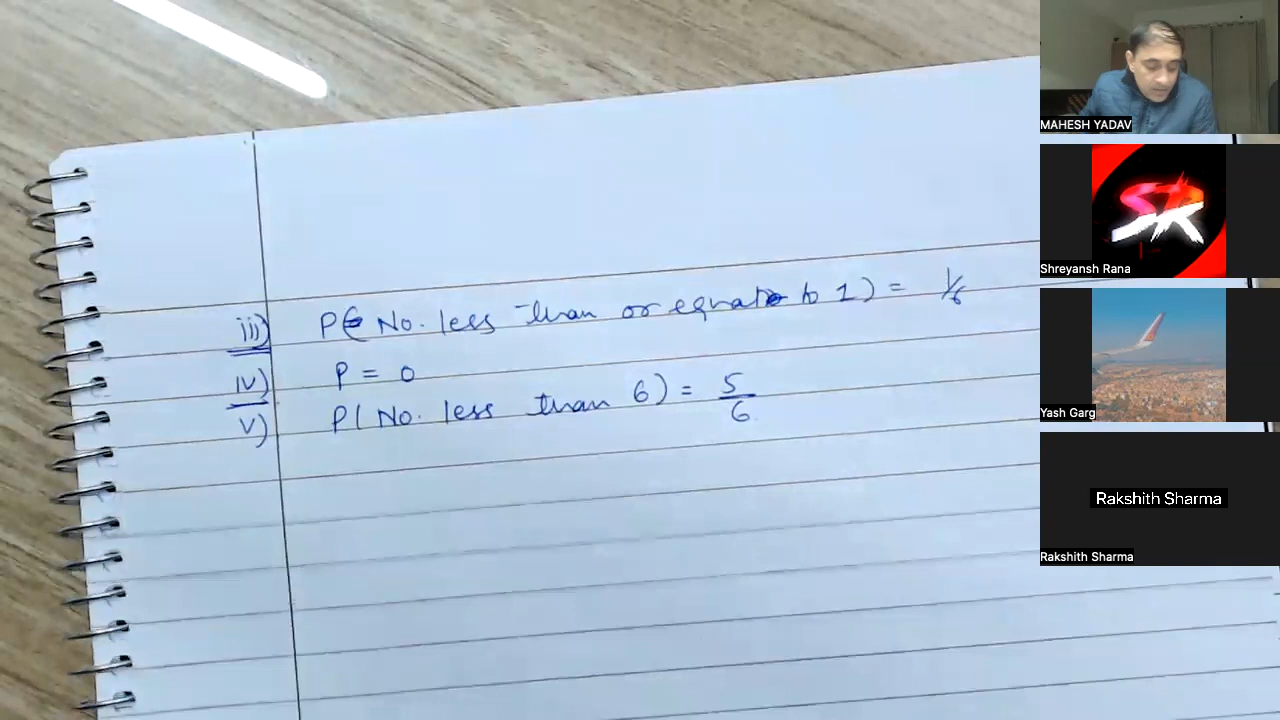 iii) P( No. less than or equal to 1) = 1/6
iv) P = 0
v) P( No. less than 6) = 5/6
MAHESH YADAV
SR
Shreyansh Rana
Yash Garg
Rakshith Sharma
Rakshith Sharma